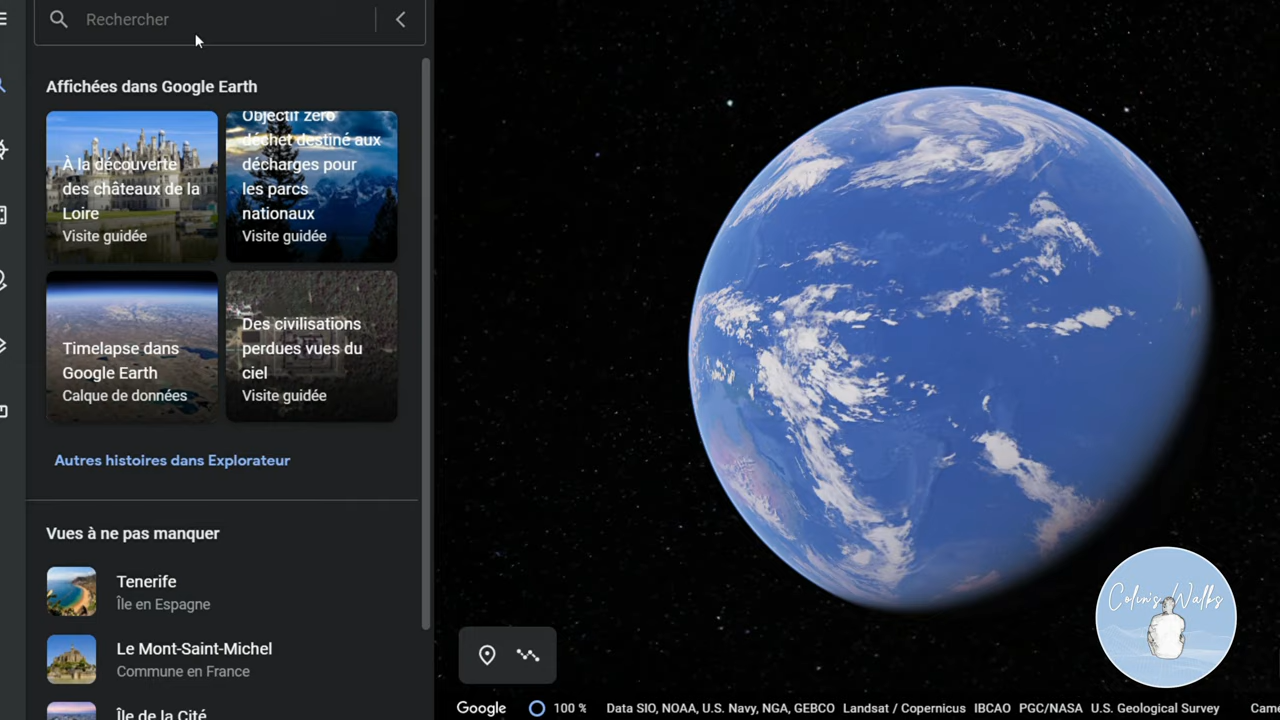 Rechercher
Affichées dans Google Earth
À la découverte
des châteaux de la
Loire
Visite guidée
Objectif zéro
déchet destiné aux
décharges pour
les parcs
nationaux
Visite guidée
Timelapse dans
Google Earth
Calque de données
Des civilisations
perdues vues du
ciel
Visite guidée
Autres histoires dans Explorateur
Vues à ne pas manquer
Tenerife
Île en Espagne
Le Mont-Saint-Michel
Commune en France
Île de la Cité
Colin's Walks
Google 100 % Data SIO, NOAA, U.S. Navy, NGA, GEBCO Landsat / Copernicus IBCAO PGC/NASA U.S. Geological Survey Came